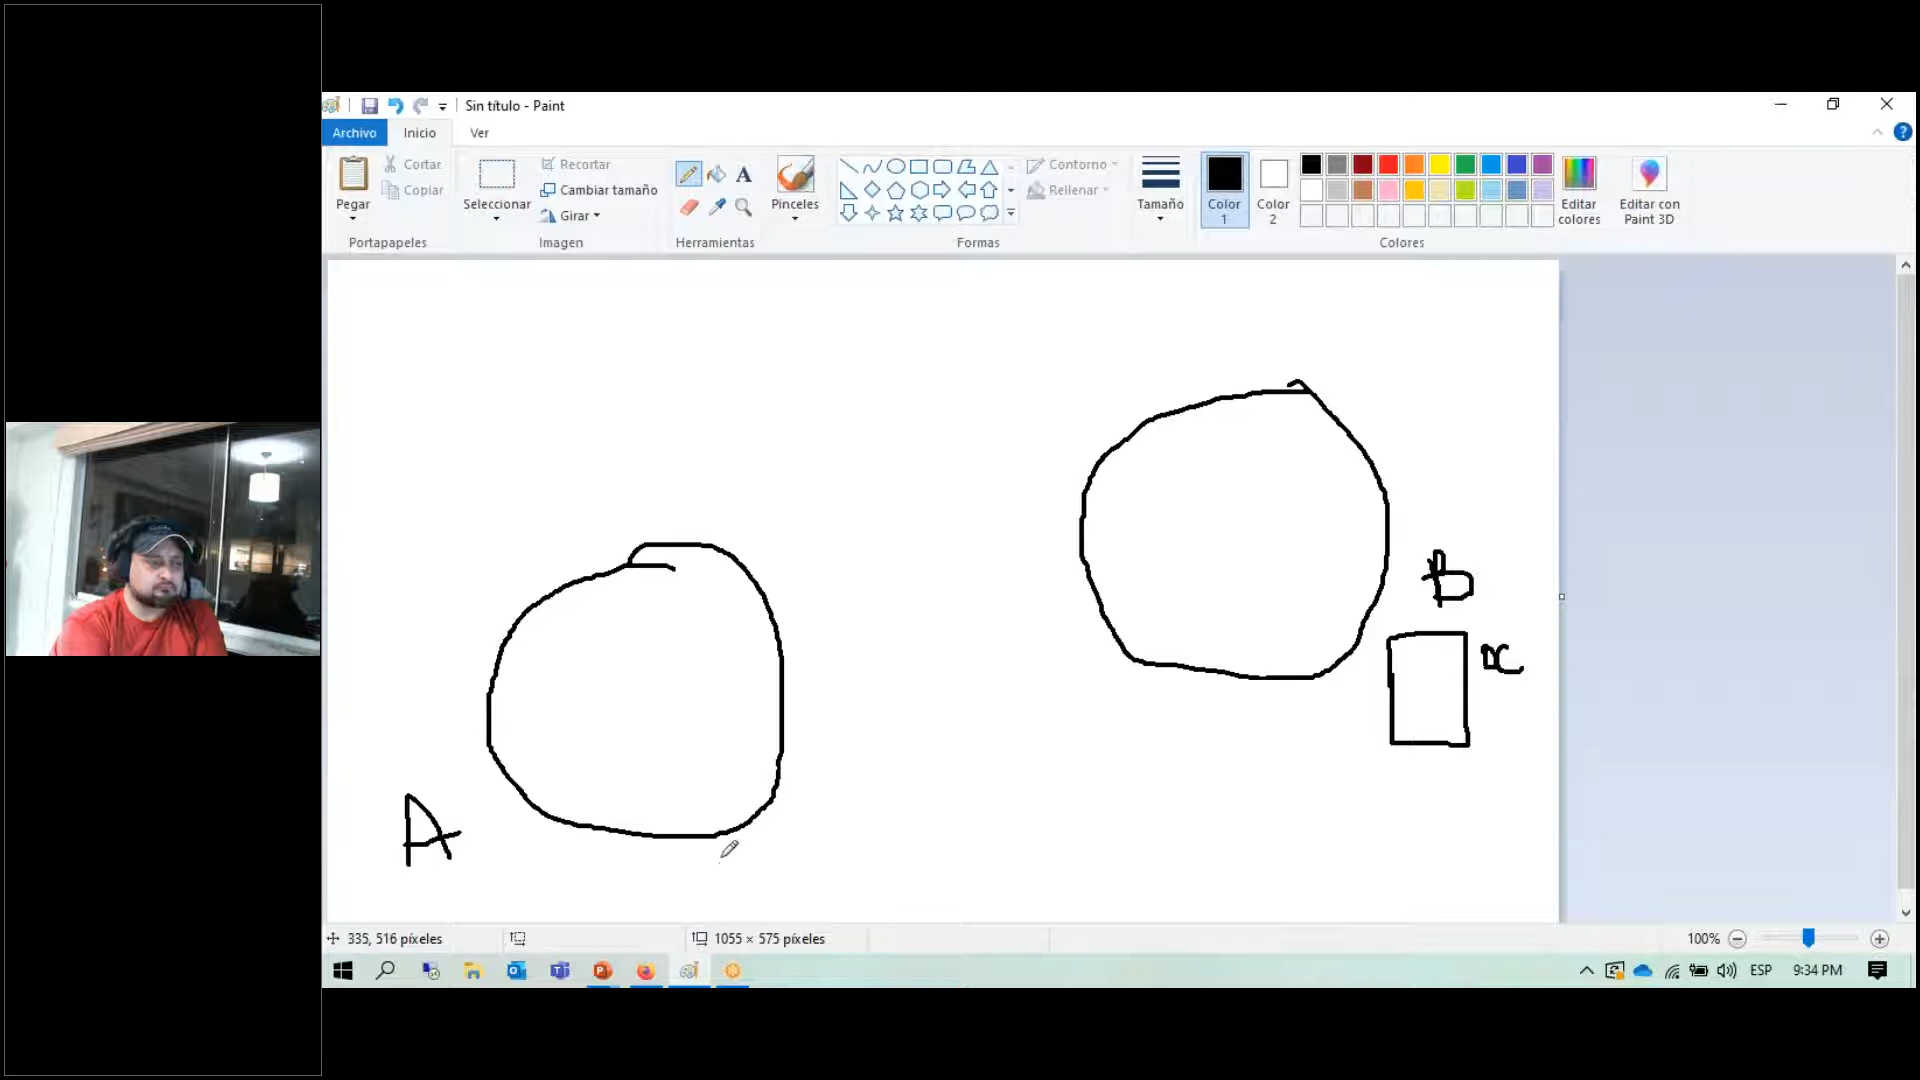 Sin título - Paint
Archivo Inicio Ver
Pegar
Cortar
Copiar
Portapapeles
Seleccionar
Recortar
Cambiar tamaño
Girar
Imagen
Herramientas
Pinceles
Formas
Contorno
Rellenar
Tamaño
Color 1
Color 2
Colores
Editar colores
Editar con Paint 3D
B
DC
A
335, 516 píxeles
1055 × 575 píxeles
100%
ESP
9:34 PM